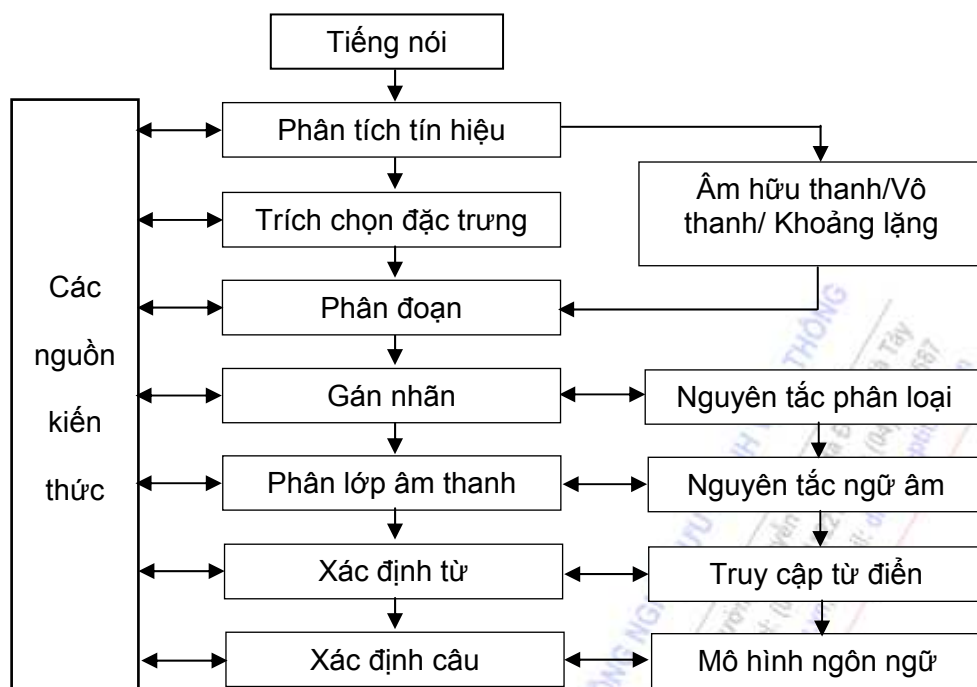 Tiếng nói
Phân tích tín hiệu
Âm hữu thanh/Vô
thanh/ Khoảng lặng
Trích chọn đặc trưng
Phân đoạn
Các
nguồn
kiến
thức
Gán nhãn
Nguyên tắc phân loại
Phân lớp âm thanh
Nguyên tắc ngữ âm
Xác định từ
Truy cập từ điển
Xác định câu
Mô hình ngôn ngữ
THÔNG